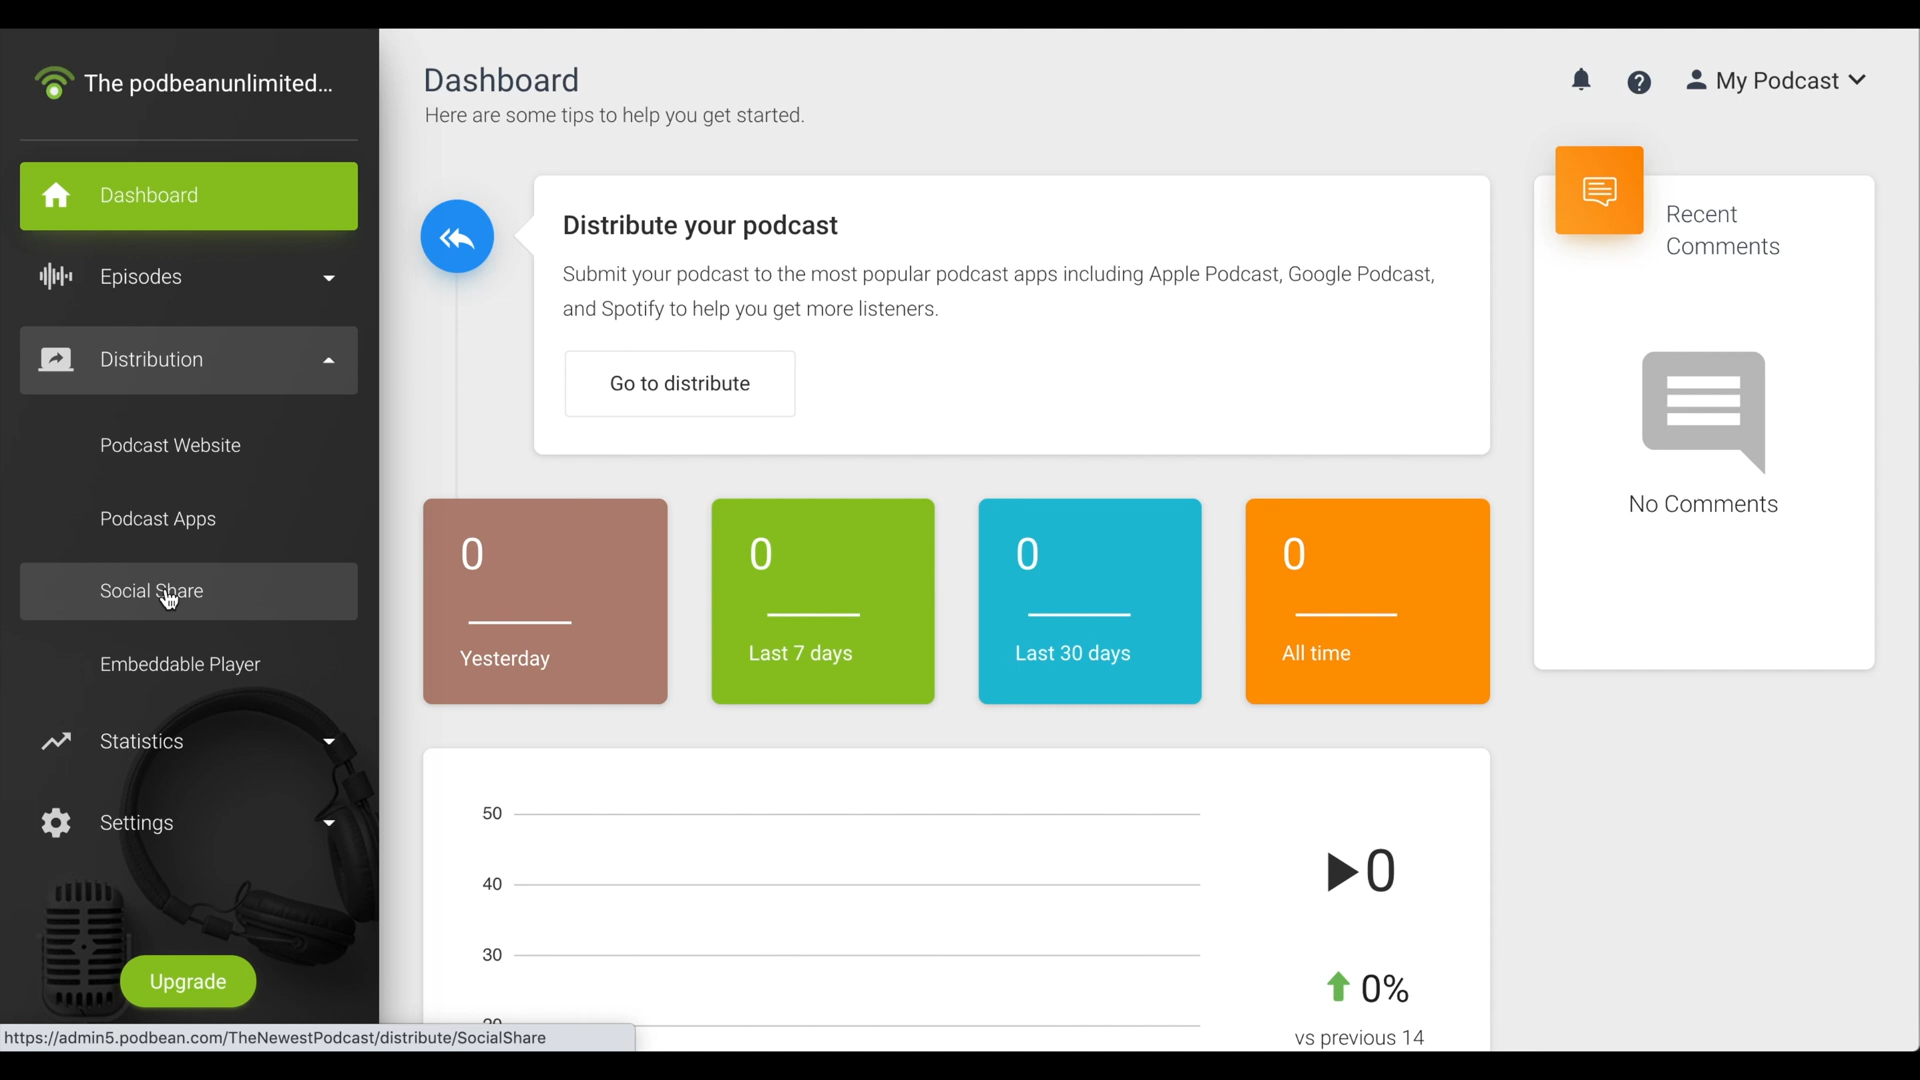 The podbeanunlimited...
Dashboard
Episodes
Distribution
Podcast Website
Podcast Apps
Social Share
Embeddable Player
Statistics
Settings
Upgrade
https://admin5.podbean.com/TheNewestPodcast/distribute/SocialShare
Dashboard
Here are some tips to help you get started.
My Podcast
Distribute your podcast
Submit your podcast to the most popular podcast apps including Apple Podcast, Google Podcast,
and Spotify to help you get more listeners.
Go to distribute
Recent
Comments
No Comments
0
Yesterday
0
Last 7 days
0
Last 30 days
0
All time
50
40
30
0
0%
vs previous 14